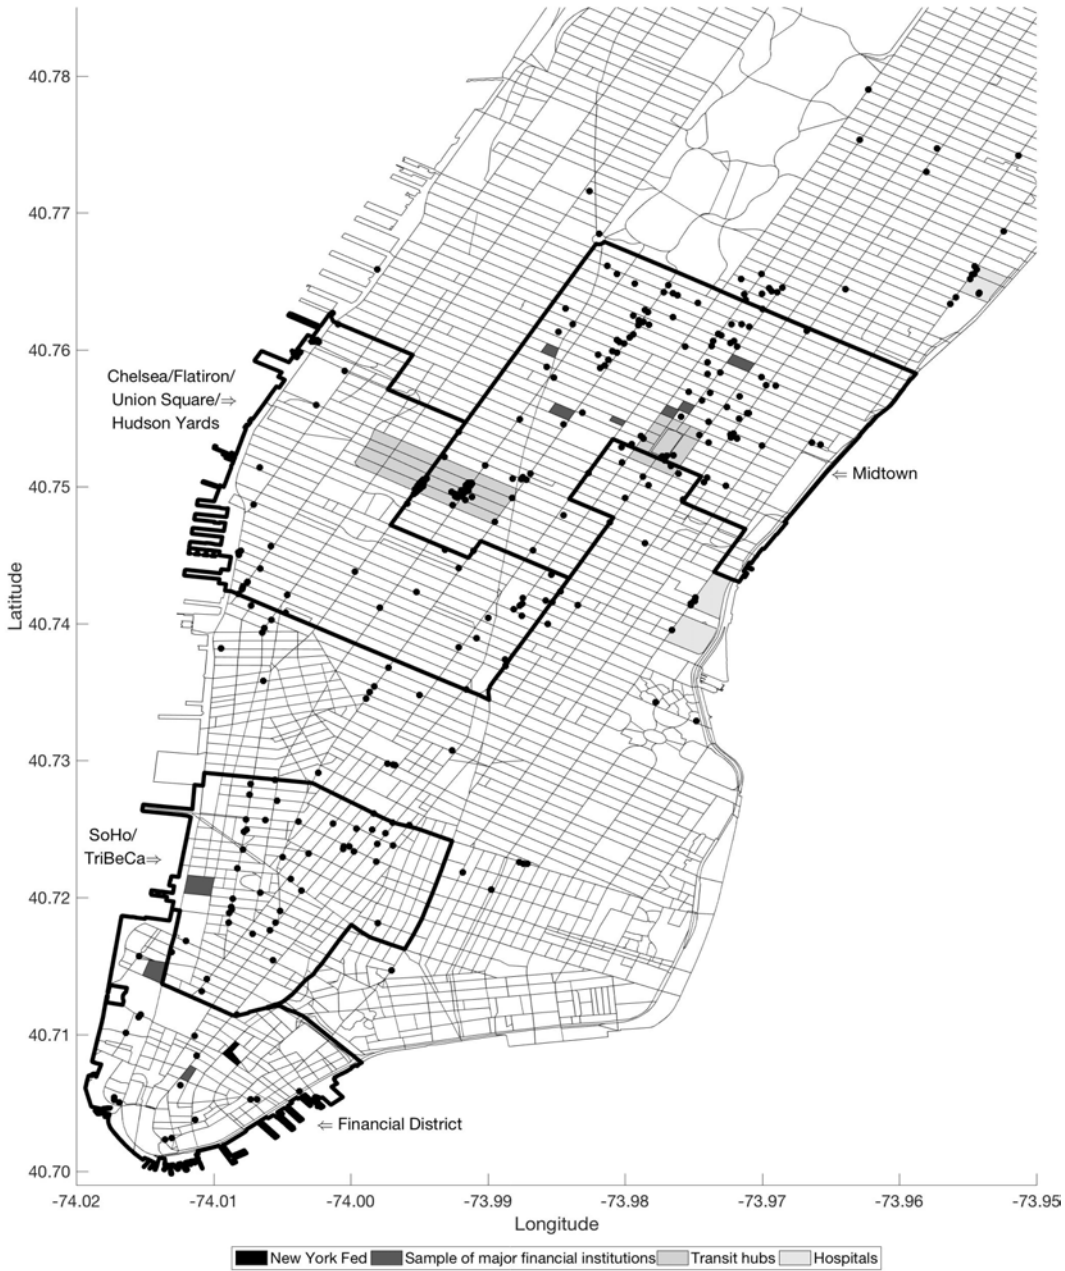 40.78
40.77
40.76
40.75
40.74
40.73
40.72
40.71
40.70
Latitude
Chelsea/Flatiron/
Union Square/⇒
Hudson Yards
⇐ Midtown
SoHo/
TriBeCa⇒
⇐ Financial District
-74.02 -74.01 -74.00 -73.99 -73.98 -73.97 -73.96 -73.95
Longitude
New York Fed Sample of major financial institutions Transit hubs Hospitals